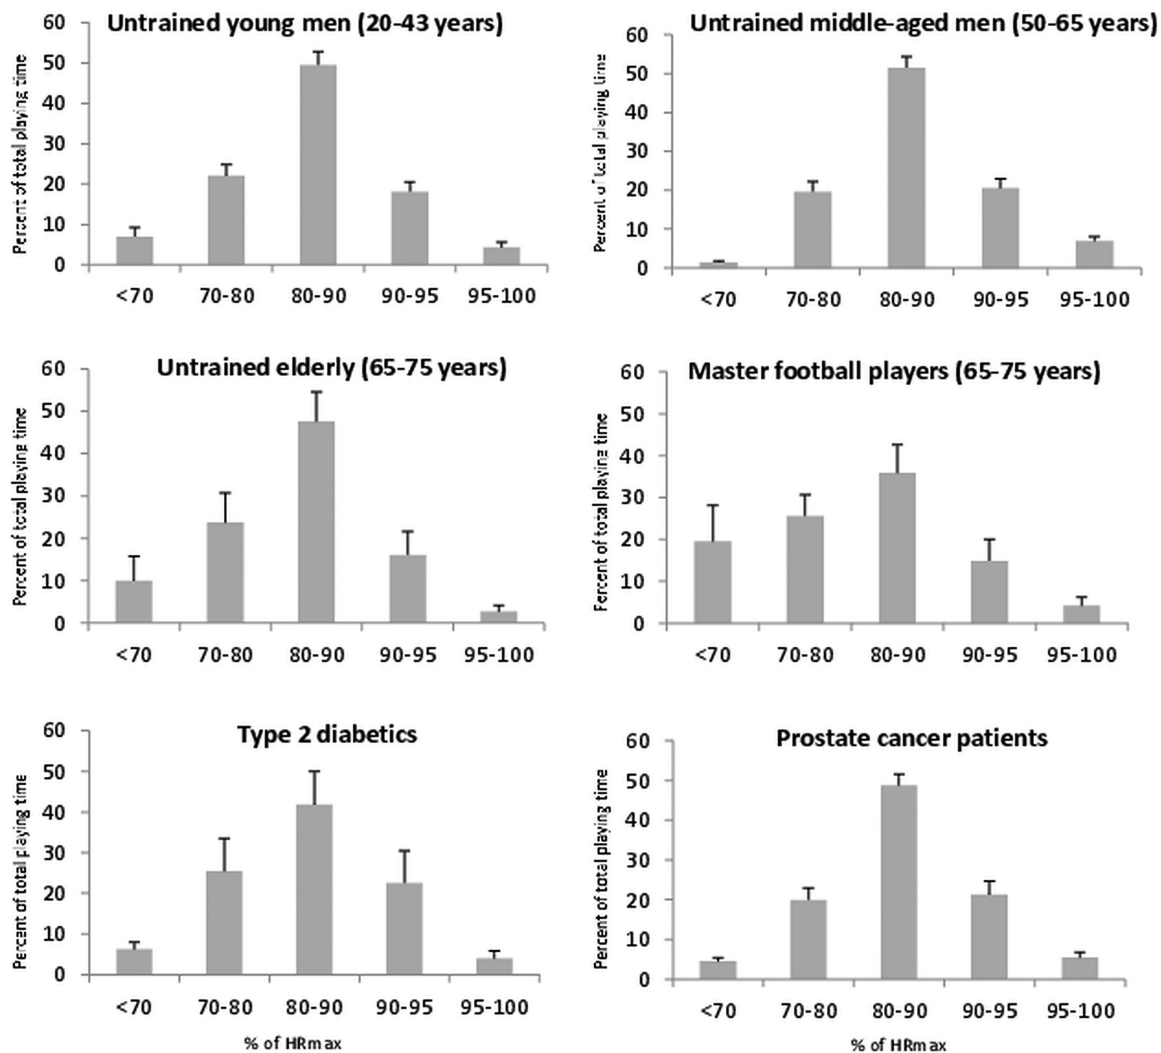 Untrained young men (20-43 years)
Percent of total playing time
60
50
40
30
20
10
0
<70 70-80 80-90 90-95 95-100
Untrained middle-aged men (50-65 years)
Percent of total playing time
60
50
40
30
20
10
0
<70 70-80 80-90 90-95 95-100
Untrained elderly (65-75 years)
Percent of total playing time
60
50
40
30
20
10
0
<70 70-80 80-90 90-95 95-100
Master football players (65-75 years)
Percent of total playing time
60
50
40
30
20
10
0
<70 70-80 80-90 90-95 95-100
Type 2 diabetics
Percent of total playing time
60
50
40
30
20
10
0
<70 70-80 80-90 90-95 95-100
% of HRmax
Prostate cancer patients
Percent of total playing time
60
50
40
30
20
10
0
<70 70-80 80-90 90-95 95-100
% of HRmax